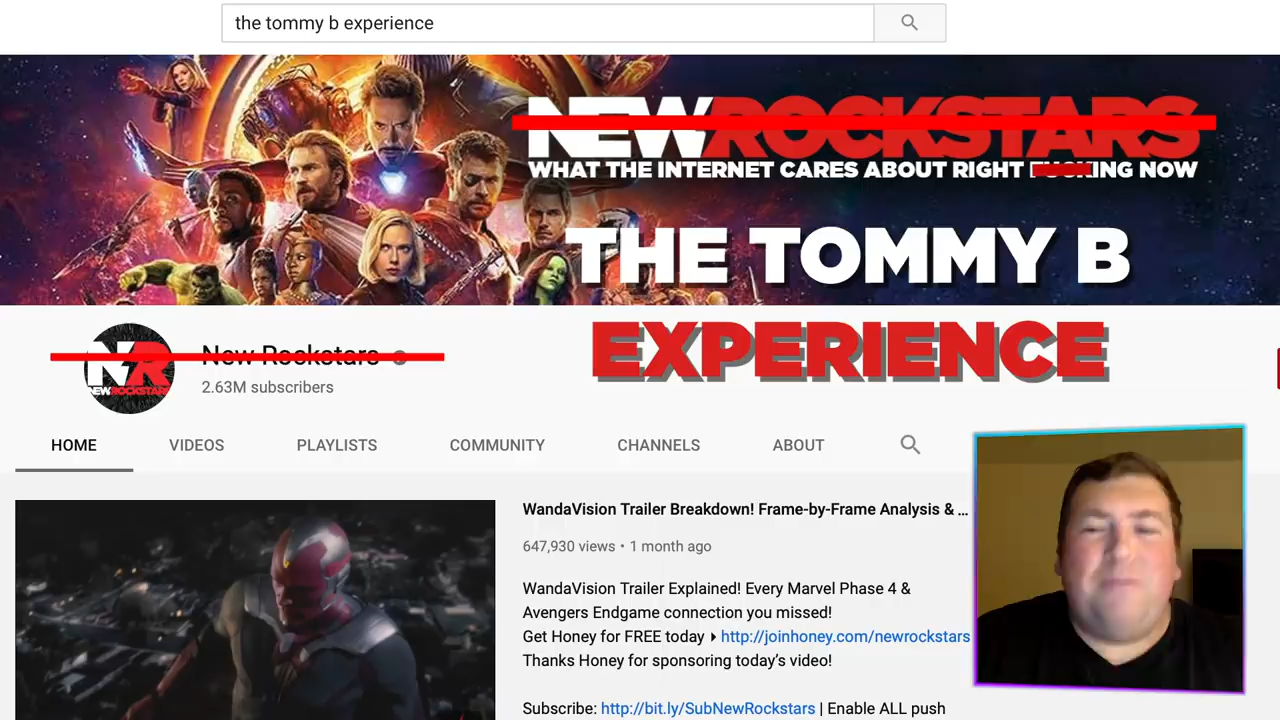 the tommy b experience
NEWROCKSTARS
WHAT THE INTERNET CARES ABOUT RIGHT ING NOW
THE TOMMY B
EXPERIENCE
NR
NEWROCKSTARS
New Rockstars
2.63M subscribers
HOME VIDEOS PLAYLISTS COMMUNITY CHANNELS ABOUT
WandaVision Trailer Breakdown! Frame-by-Frame Analysis & ...
647,930 views • 1 month ago
WandaVision Trailer Explained! Every Marvel Phase 4 &
Avengers Endgame connection you missed!
Get Honey for FREE today ▸ http://joinhoney.com/newrockstars
Thanks Honey for sponsoring today’s video!
Subscribe: http://bit.ly/SubNewRockstars | Enable ALL push